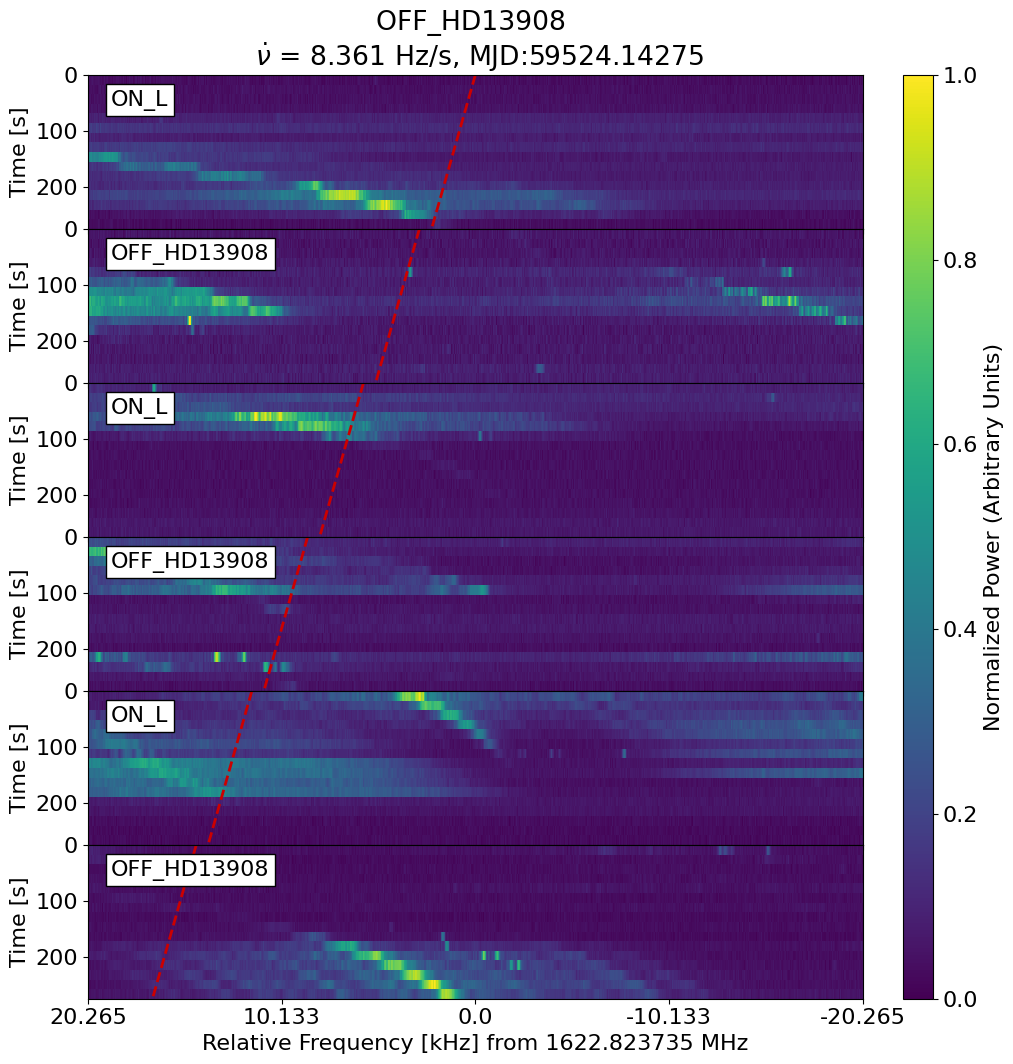 OFF_HD13908
ν̇ = 8.361 Hz/s, MJD:59524.14275
0
100
200
Time [s]
ON_L
0
100
200
Time [s]
OFF_HD13908
0
100
200
Time [s]
ON_L
0
100
200
Time [s]
OFF_HD13908
0
100
200
Time [s]
ON_L
0
100
200
Time [s]
OFF_HD13908
20.265 10.133 0.0 -10.133 -20.265
Relative Frequency [kHz] from 1622.823735 MHz
1.0
0.8
0.6
0.4
0.2
0.0
Normalized Power (Arbitrary Units)